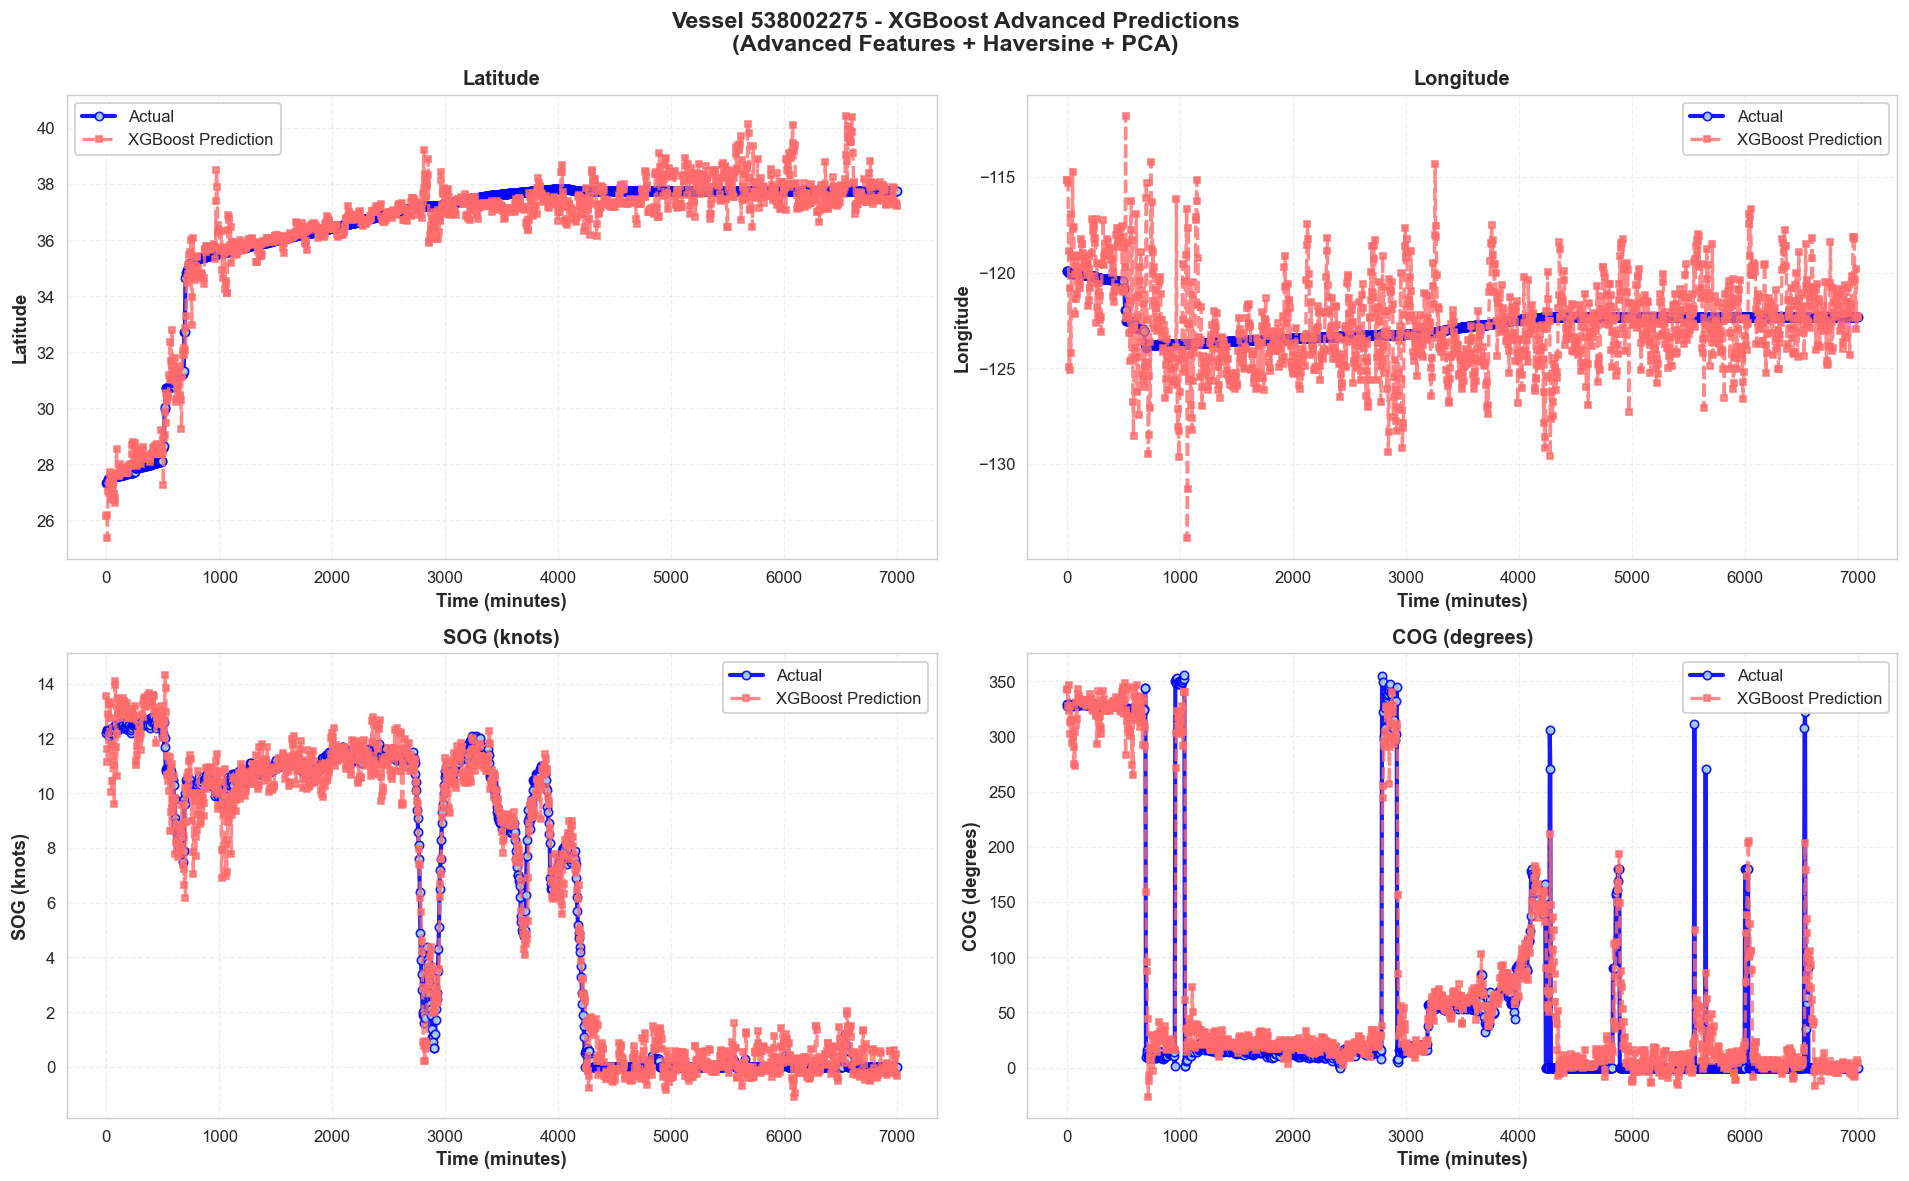 Vessel 538002275 - XGBoost Advanced Predictions
(Advanced Features + Haversine + PCA)
Latitude
Actual
XGBoost Prediction
Latitude
40
38
36
34
32
30
28
26
0 1000 2000 3000 4000 5000 6000 7000
Time (minutes)
Longitude
Actual
XGBoost Prediction
Longitude
−115
−120
−125
−130
0 1000 2000 3000 4000 5000 6000 7000
Time (minutes)
SOG (knots)
Actual
XGBoost Prediction
SOG (knots)
14
12
10
8
6
4
2
0
0 1000 2000 3000 4000 5000 6000 7000
Time (minutes)
COG (degrees)
Actual
XGBoost Prediction
COG (degrees)
350
300
250
200
150
100
50
0
0 1000 2000 3000 4000 5000 6000 7000
Time (minutes)